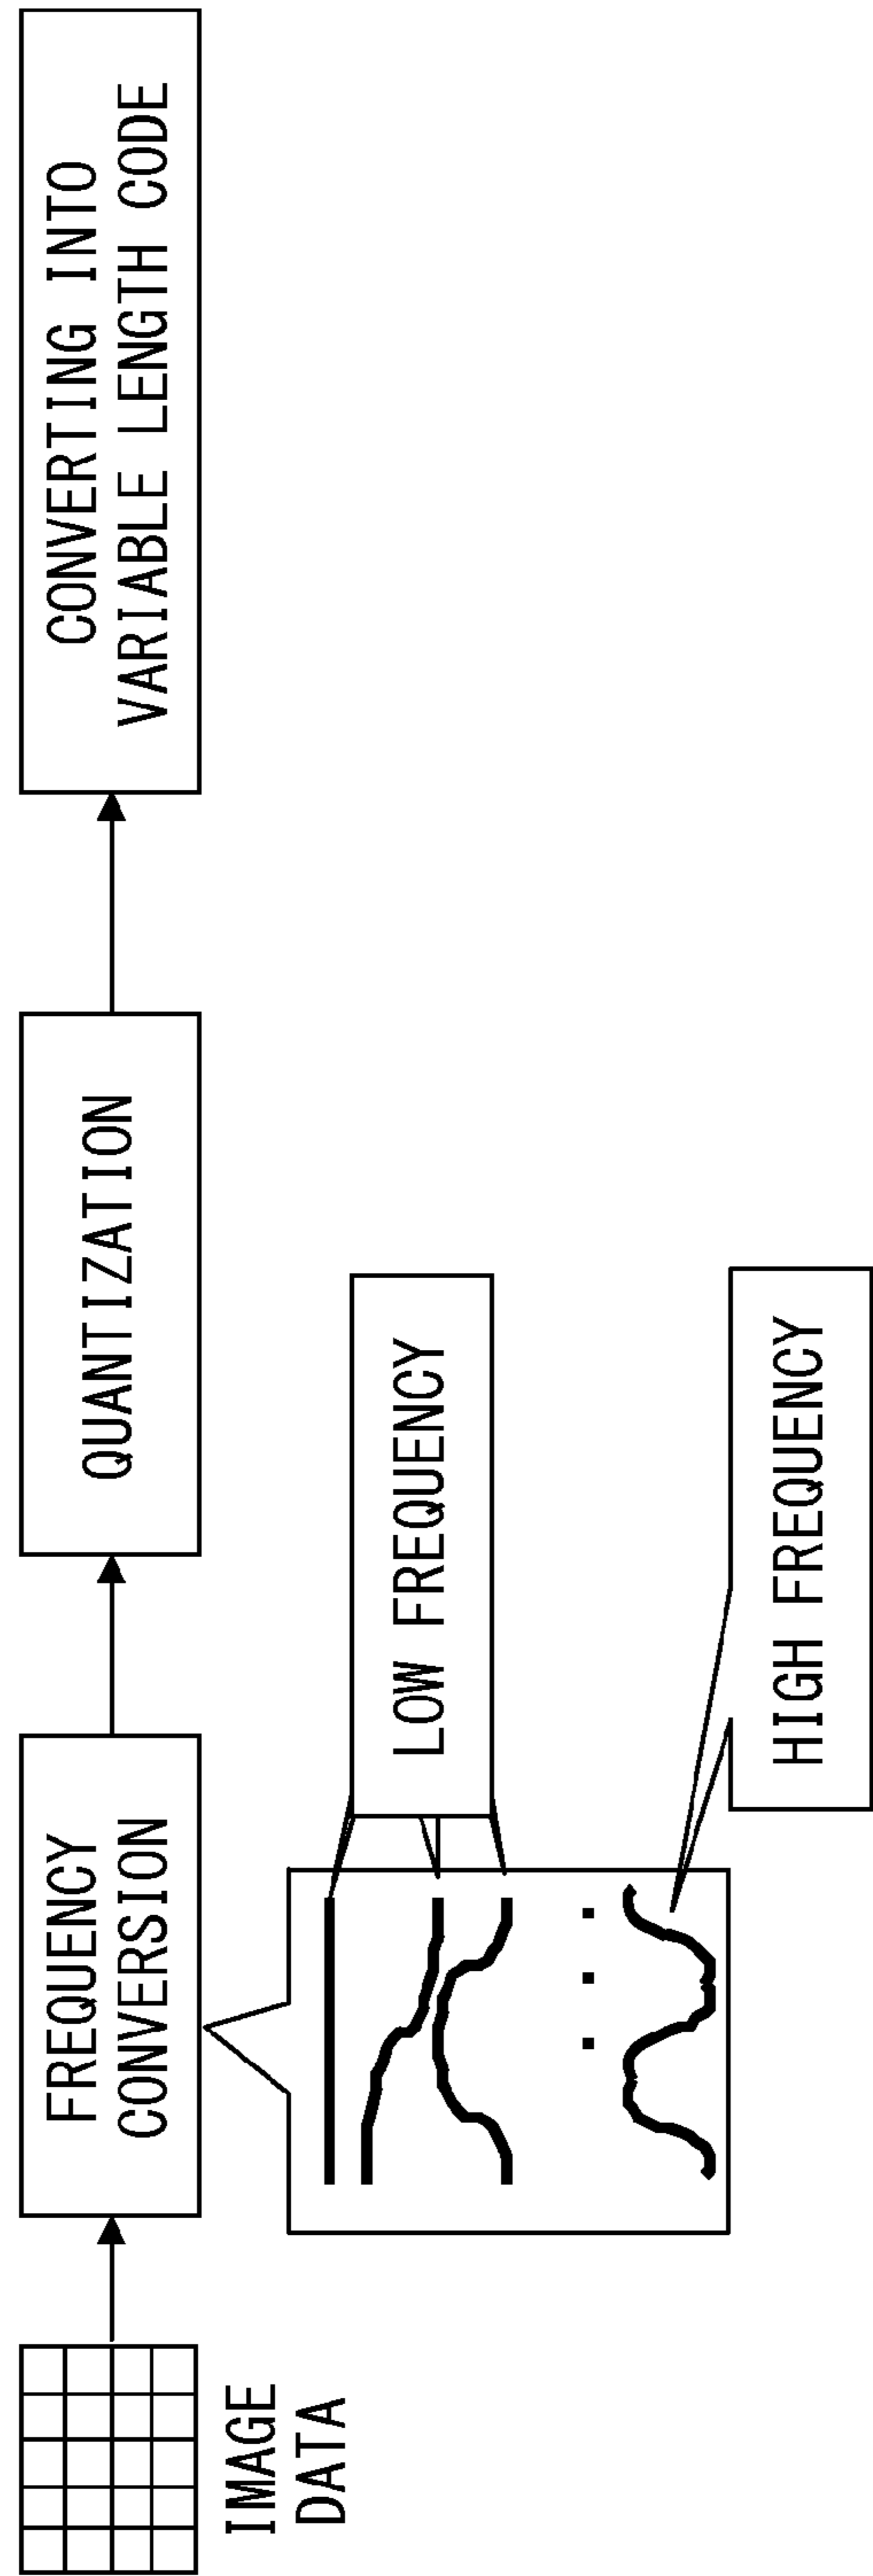 IMAGE
DATA
FREQUENCY
CONVERSION
QUANTIZATION
CONVERTING INTO
VARIABLE LENGTH CODE
LOW FREQUENCY
HIGH FREQUENCY